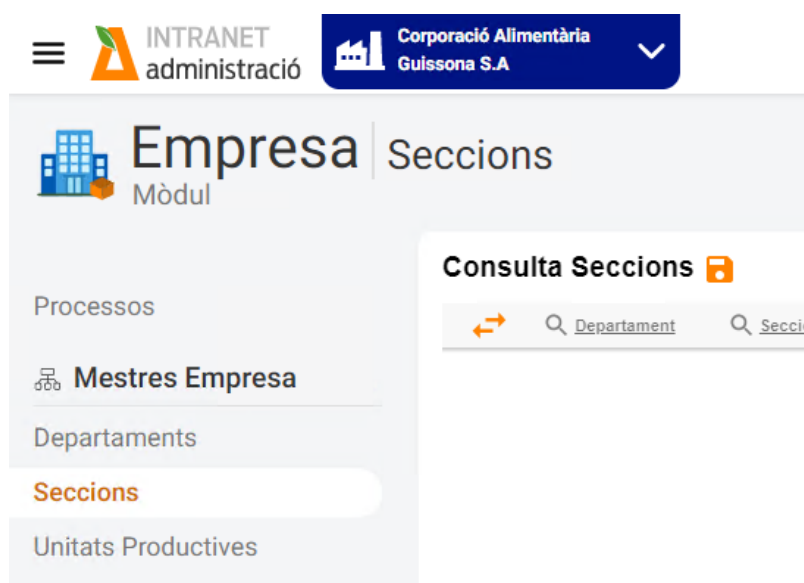 INTRANET
administració
Corporació Alimentària
Guissona S.A
Empresa
Seccions
Mòdul
Consulta Seccions
Processos
Departament
Mestres Empresa
Departaments
Seccions
Unitats Productives